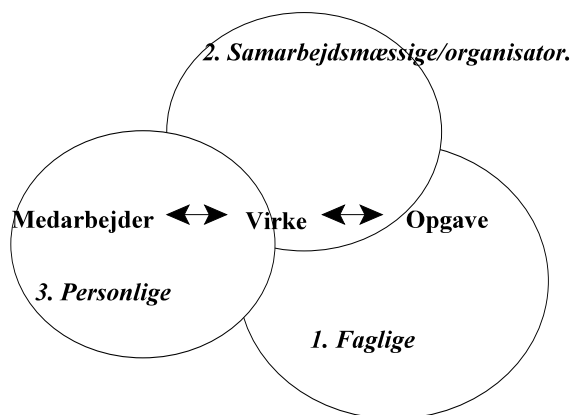 2. Samarbejdsmæssige/organisator.
Medarbejder Virke Opgave
3. Personlige
1. Faglige